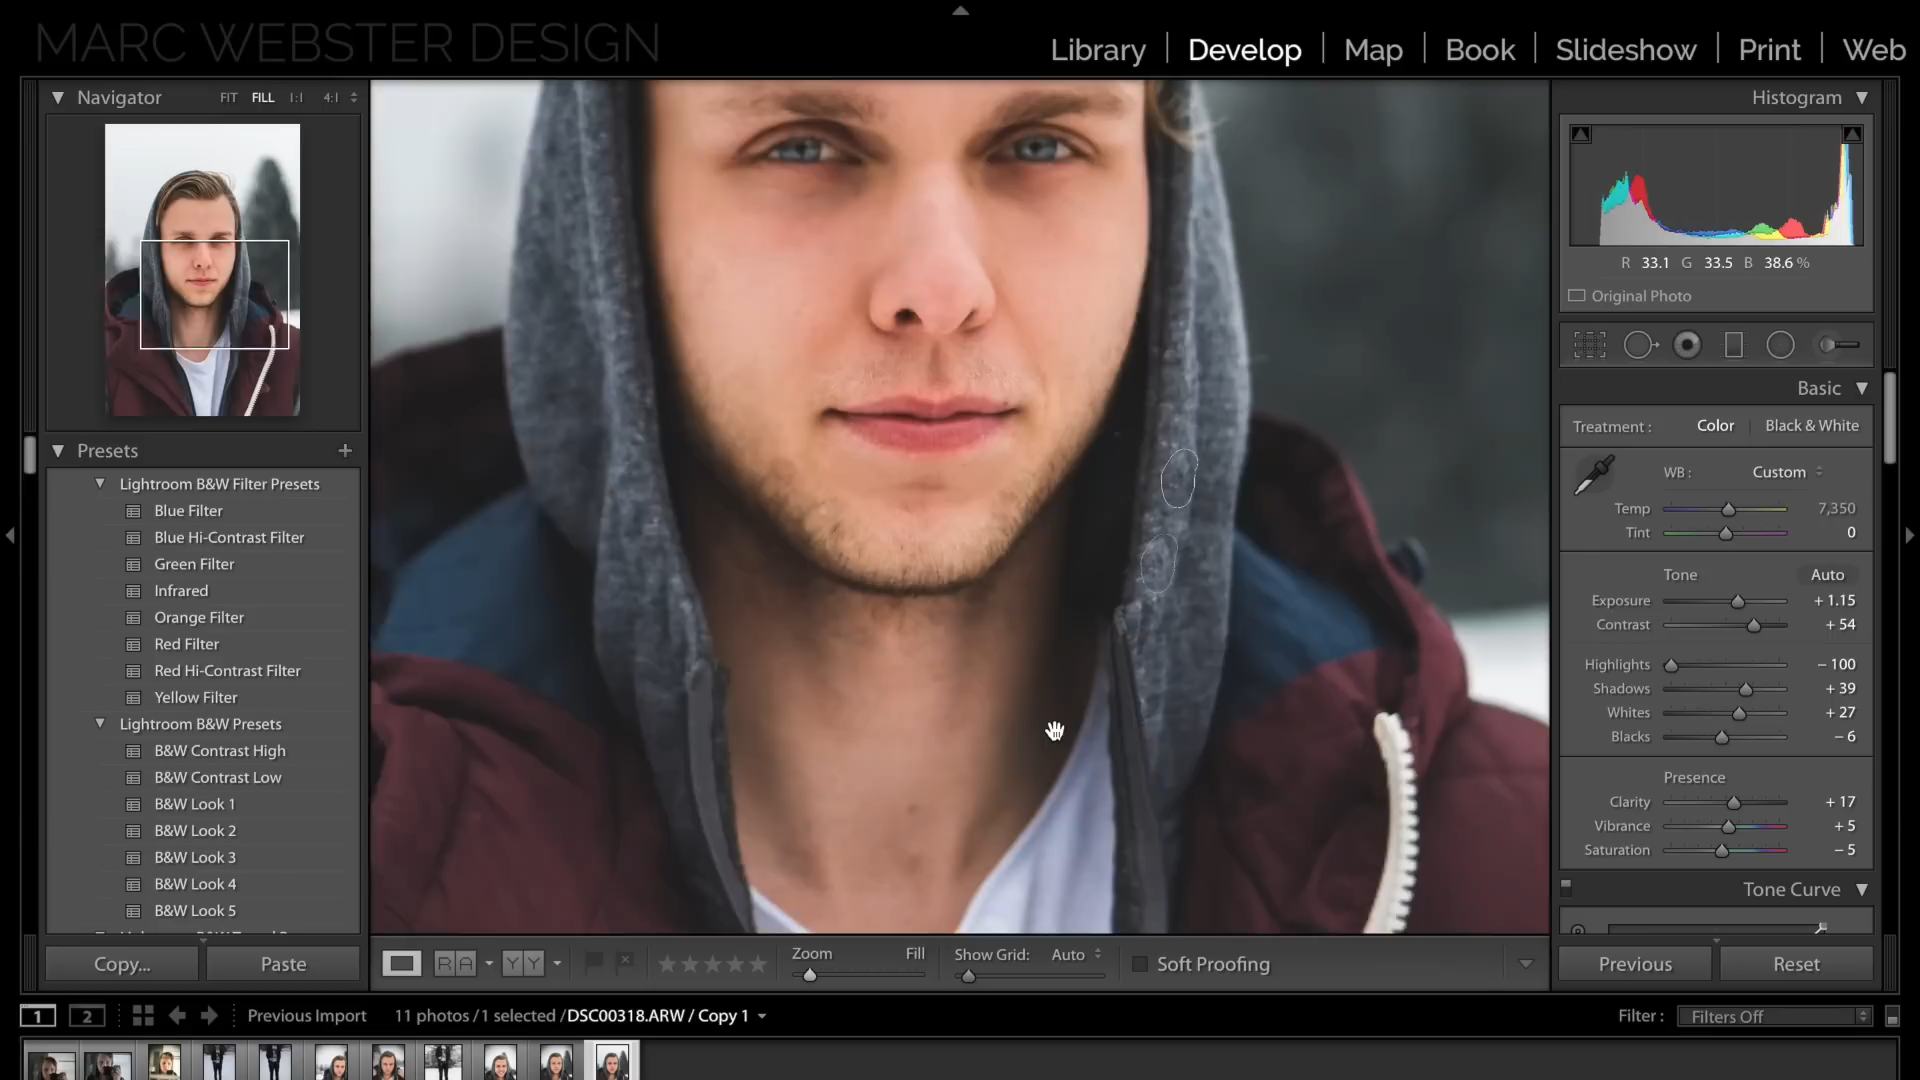 MARC WEBSTER DESIGN
Library | Develop | Map | Book | Slideshow | Print | Web
Navigator FIT FILL 1:1 4:1
Presets +
Lightroom B&W Filter Presets
Blue Filter
Blue Hi-Contrast Filter
Green Filter
Infrared
Orange Filter
Red Filter
Red Hi-Contrast Filter
Yellow Filter
Lightroom B&W Presets
B&W Contrast High
B&W Contrast Low
B&W Look 1
B&W Look 2
B&W Look 3
B&W Look 4
B&W Look 5
Copy... Paste
Histogram
R 33.1 G 33.5 B 38.6 %
Original Photo
Basic
Treatment : Color | Black & White
WB : Custom
Temp 7,350
Tint 0
Tone Auto
Exposure + 1.15
Contrast + 54
Highlights − 100
Shadows + 39
Whites + 27
Blacks − 6
Presence
Clarity + 17
Vibrance + 5
Saturation − 5
Tone Curve
Previous Reset
R A Y Y Zoom Fill Show Grid: Auto Soft Proofing
1 2 Previous Import 11 photos / 1 selected / DSC00318.ARW / Copy 1 Filter : Filters Off